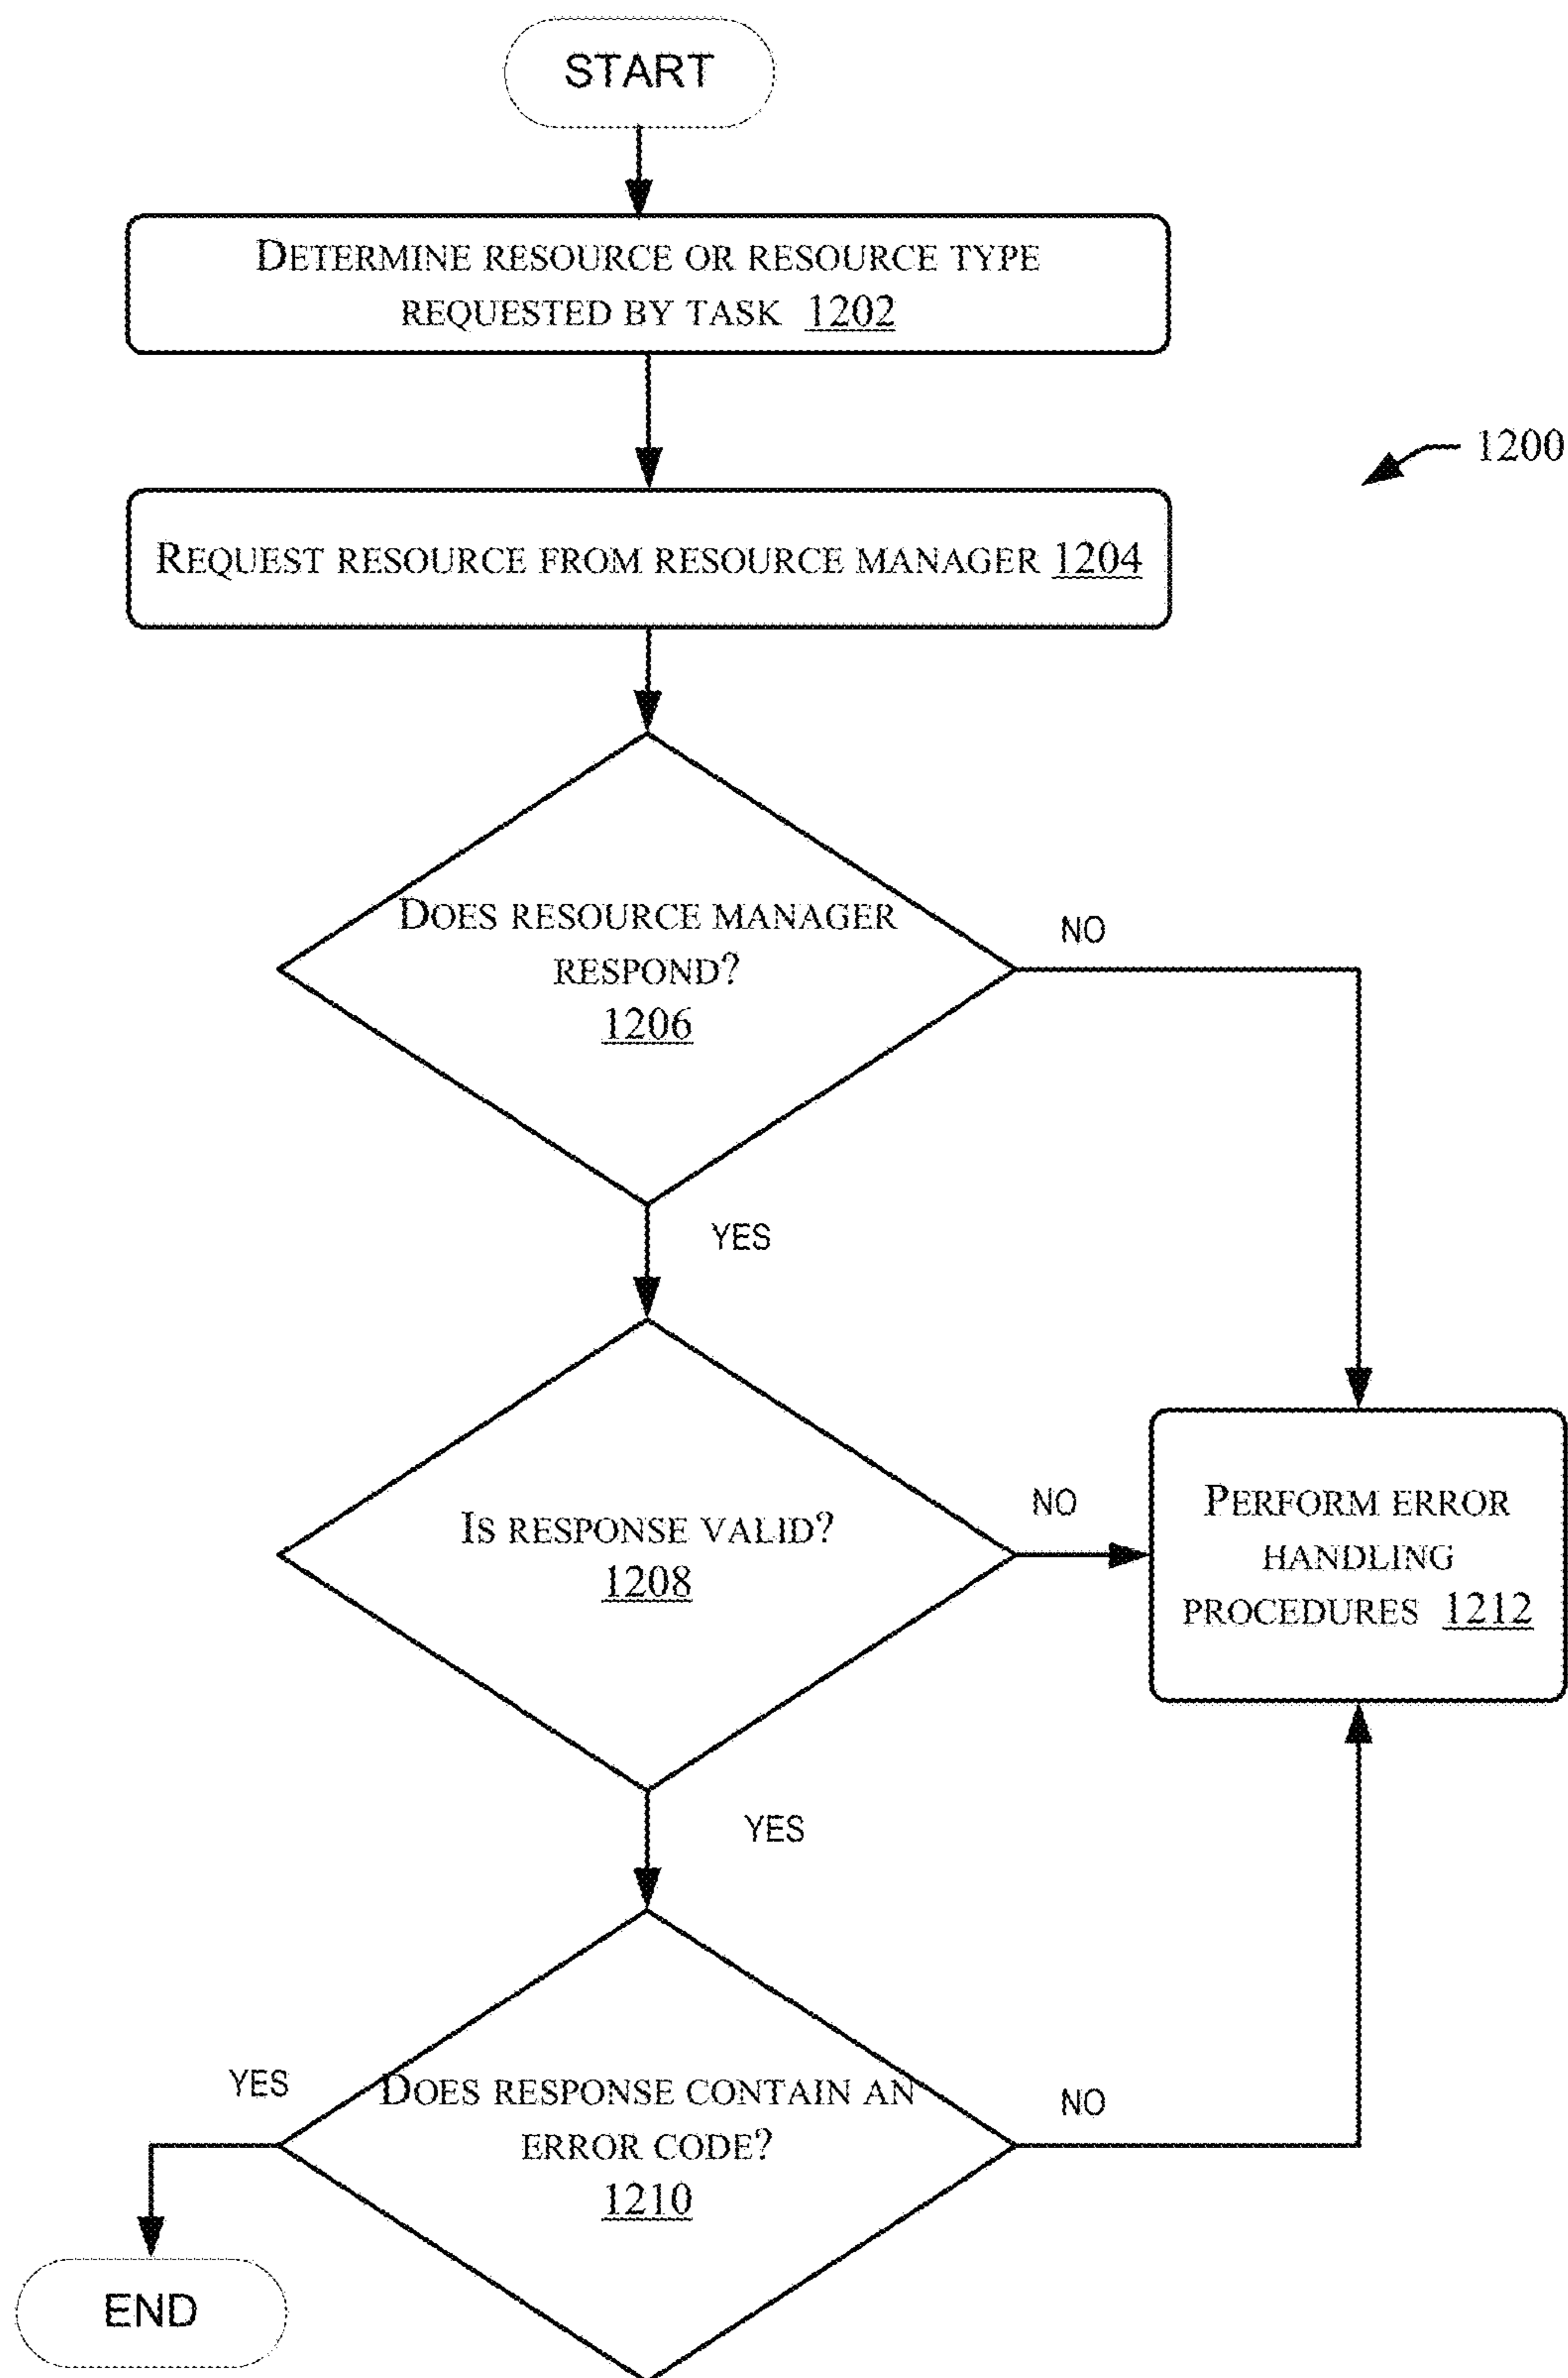 START
DETERMINE RESOURCE OR RESOURCE TYPE
REQUESTED BY TASK 1202
1200
REQUEST RESOURCE FROM RESOURCE MANAGER 1204
DOES RESOURCE MANAGER
RESPOND?
1206
NO
YES
IS RESPONSE VALID?
1208
NO
PERFORM ERROR
HANDLING
PROCEDURES 1212
YES
YES
DOES RESPONSE CONTAIN AN
ERROR CODE?
1210
NO
END